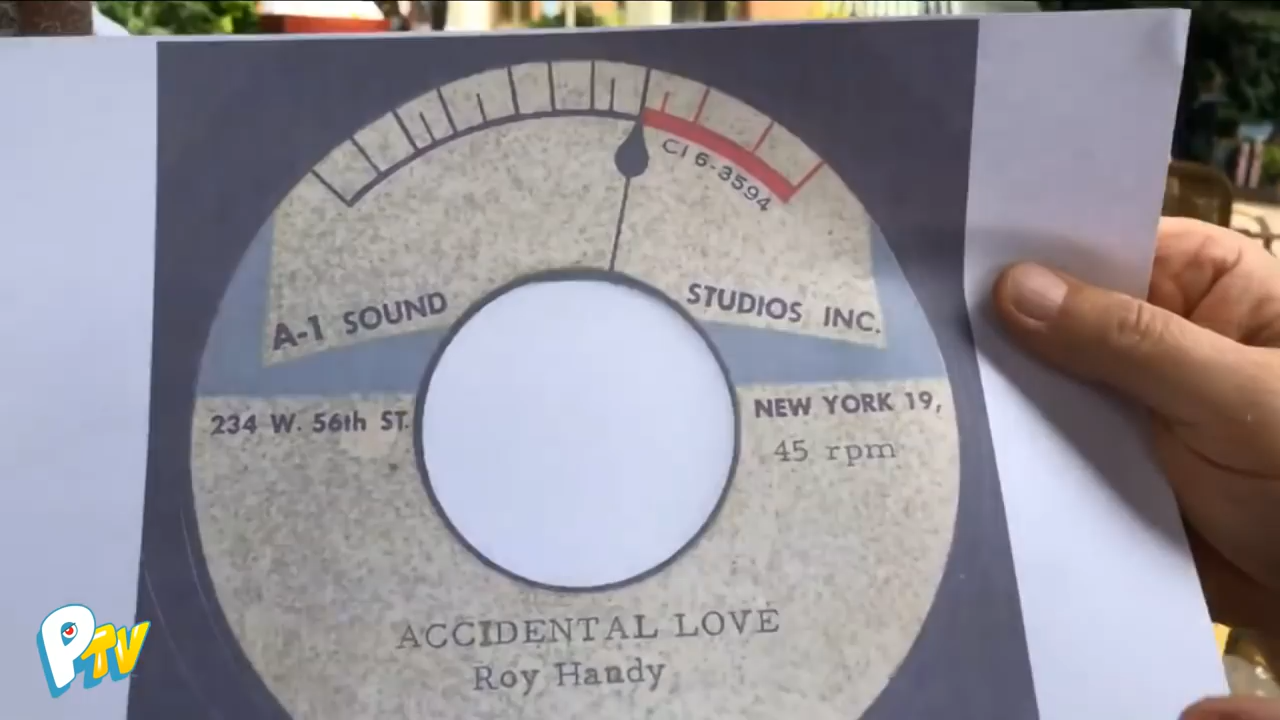 CI 6-3594
A-1 SOUND STUDIOS INC.
234 W. 56th ST. NEW YORK 19,
45 rpm
ACCIDENTAL LOVE
Roy Handy
PTV